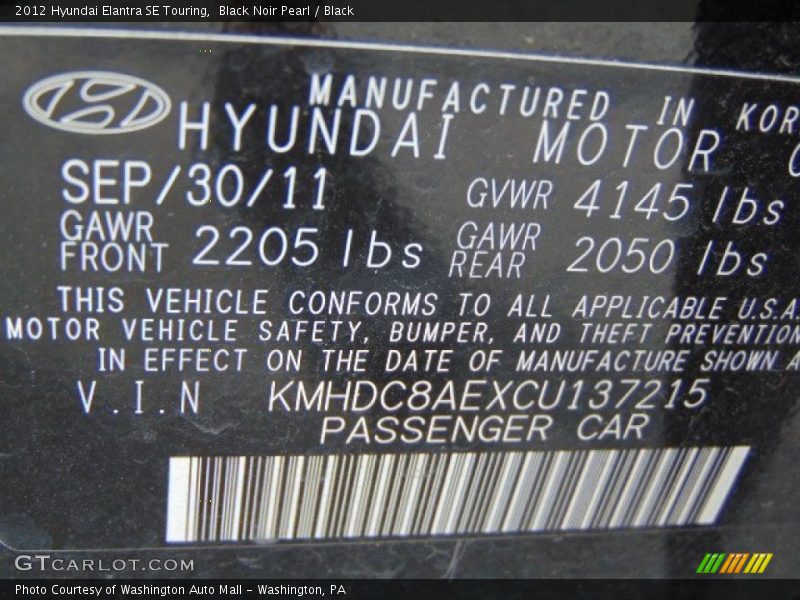 2012 Hyundai Elantra SE Touring,  Black Noir Pearl / Black
MANUFACTURED IN KOR
HYUNDAI MOTOR C
SEP/30/11 GVWR 4145 lbs
GAWR FRONT 2205 lbs GAWR REAR 2050 lbs
THIS VEHICLE CONFORMS TO ALL APPLICABLE U.S.A.
MOTOR VEHICLE SAFETY, BUMPER, AND THEFT PREVENTION
IN EFFECT ON THE DATE OF MANUFACTURE SHOWN A
V.I.N KMHDC8AEXCU137215
PASSENGER CAR
GTCARLOT.COM
Photo Courtesy of Washington Auto Mall - Washington, PA